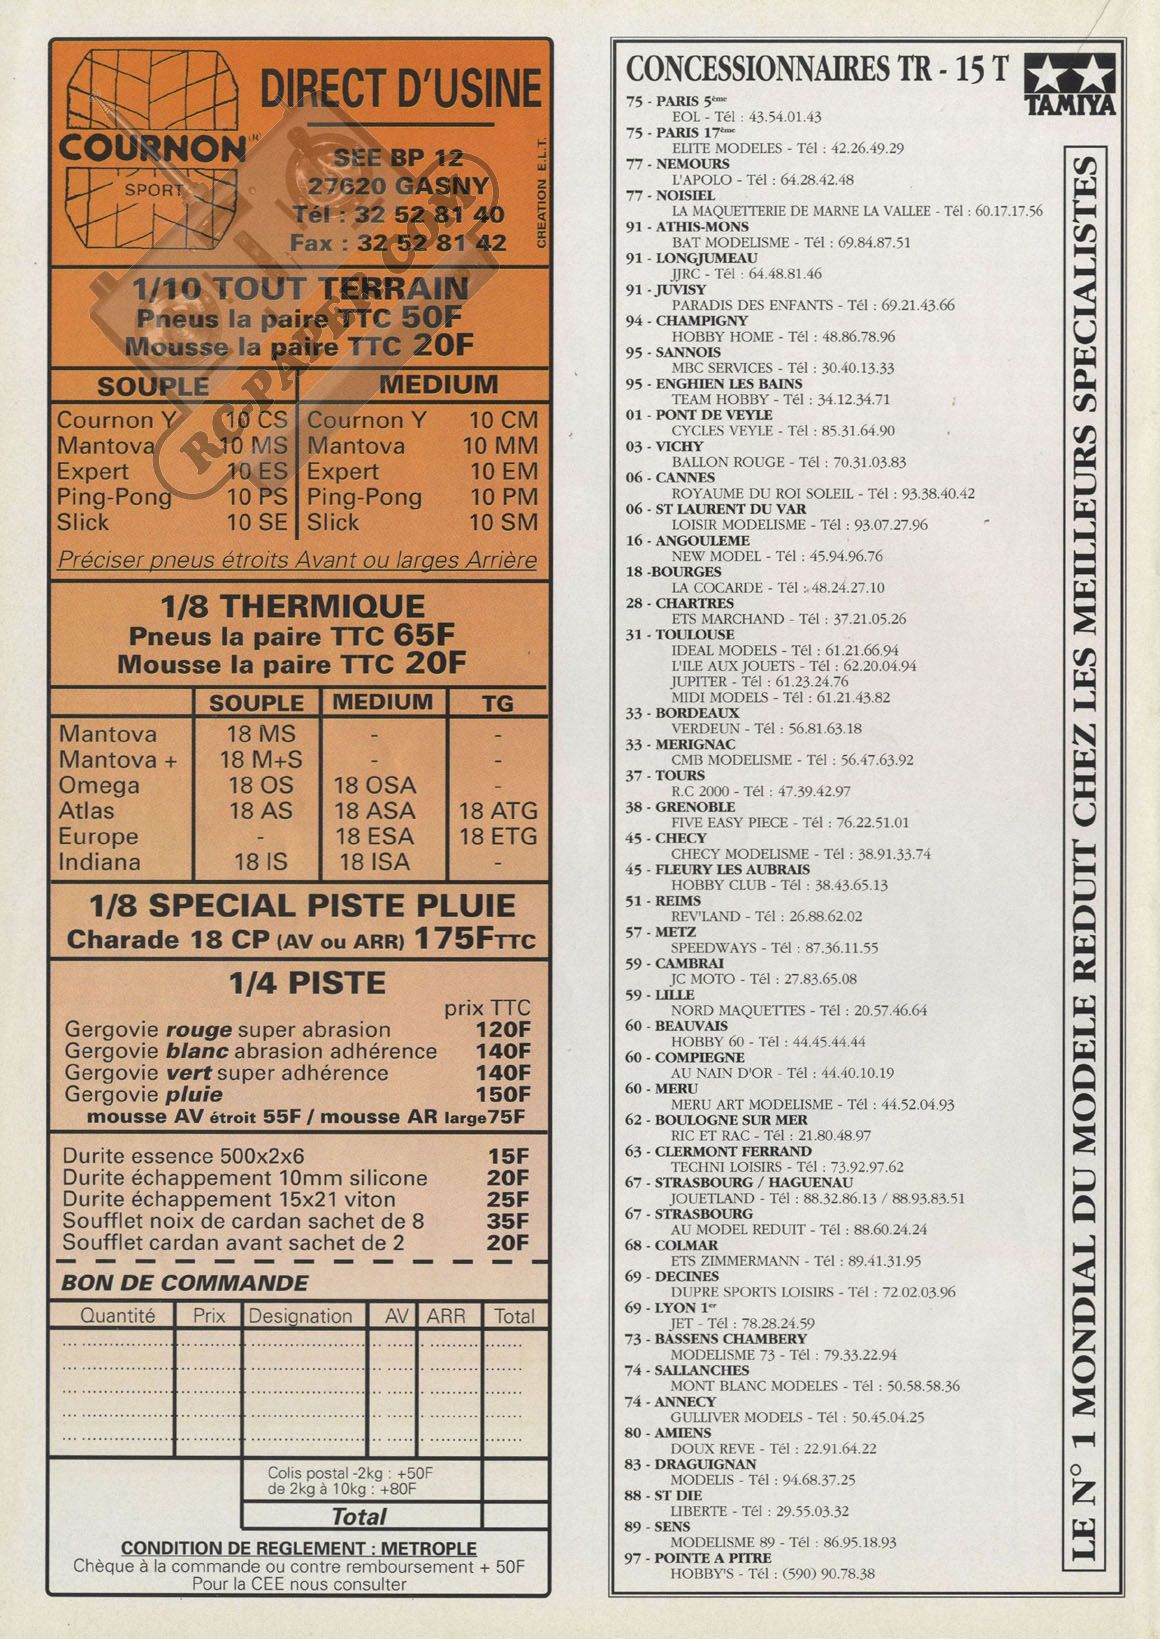 COURNON (R)
SPORT
DIRECT D'USINE
SEE BP 12
27620 GASNY
Tél : 32 52 81 40
Fax : 32 52 81 42
CREATION E.L.T.
RC-PAPER.COM
1/10 TOUT TERRAIN
Pneus la paire TTC 50F
Mousse la paire TTC 20F
SOUPLE MEDIUM
Cournon Y 10 CS Cournon Y 10 CM
Mantova 10 MS Mantova 10 MM
Expert 10 ES Expert 10 EM
Ping-Pong 10 PS Ping-Pong 10 PM
Slick 10 SE Slick 10 SM
Préciser pneus étroits Avant ou larges Arrière
1/8 THERMIQUE
Pneus la paire TTC 65F
Mousse la paire TTC 20F
SOUPLE MEDIUM TG
Mantova 18 MS - -
Mantova + 18 M+S - -
Omega 18 OS 18 OSA -
Atlas 18 AS 18 ASA 18 ATG
Europe - 18 ESA 18 ETG
Indiana 18 IS 18 ISA -
1/8 SPECIAL PISTE PLUIE
Charade 18 CP (AV ou ARR) 175F TTC
1/4 PISTE
prix TTC
Gergovie rouge super abrasion 120F
Gergovie blanc abrasion adhérence 140F
Gergovie vert super adhérence 140F
Gergovie pluie 150F
mousse AV étroit 55F / mousse AR large 75F
Durite essence 500x2x6 15F
Durite échappement 10mm silicone 20F
Durite échappement 15x21 viton 25F
Soufflet noix de cardan sachet de 8 35F
Soufflet cardan avant sachet de 2 20F
BON DE COMMANDE
Quantité Prix Designation AV ARR Total
Colis postal -2kg : +50F
de 2kg à 10kg : +80F
Total
CONDITION DE REGLEMENT : METROPLE
Chèque à la commande ou contre remboursement + 50F
Pour la CEE nous consulter
CONCESSIONNAIRES TR - 15 T
TAMIYA
75 - PARIS 5ème
EOL - Tél : 43.54.01.43
75 - PARIS 17ème
ELITE MODELES - Tél : 42.26.49.29
77 - NEMOURS
L'APOLO - Tél : 64.28.42.48
77 - NOISIEL
LA MAQUETTERIE DE MARNE LA VALLEE - Tél : 60.17.17.56
91 - ATHIS-MONS
BAT MODELISME - Tél : 69.84.87.51
91 - LONGJUMEAU
JJRC - Tél : 64.48.81.46
91 - JUVISY
PARADIS DES ENFANTS - Tél : 69.21.43.66
94 - CHAMPIGNY
HOBBY HOME - Tél : 48.86.78.96
95 - SANNOIS
MBC SERVICES - Tél : 30.40.13.33
95 - ENGHIEN LES BAINS
TEAM HOBBY - Tél : 34.12.34.71
01 - PONT DE VEYLE
CYCLES VEYLE - Tél : 85.31.64.90
03 - VICHY
BALLON ROUGE - Tél : 70.31.03.83
06 - CANNES
ROYAUME DU ROI SOLEIL - Tél : 93.38.40.42
06 - ST LAURENT DU VAR
LOISIR MODELISME - Tél : 93.07.27.96
16 - ANGOULEME
NEW MODEL - Tél : 45.94.96.76
18 -BOURGES
LA COCARDE - Tél : 48.24.27.10
28 - CHARTRES
ETS MARCHAND - Tél : 37.21.05.26
31 - TOULOUSE
IDEAL MODELS - Tél : 61.21.66.94
L'ILE AUX JOUETS - Tél : 62.20.04.94
JUPITER - Tél : 61.23.24.76
MIDI MODELS - Tél : 61.21.43.82
33 - BORDEAUX
VERDEUN - Tél : 56.81.63.18
33 - MERIGNAC
CMB MODELISME - Tél : 56.47.63.92
37 - TOURS
R.C 2000 - Tél : 47.39.42.97
38 - GRENOBLE
FIVE EASY PIECE - Tél : 76.22.51.01
45 - CHECY
CHECY MODELISME - Tél : 38.91.33.74
45 - FLEURY LES AUBRAIS
HOBBY CLUB - Tél : 38.43.65.13
51 - REIMS
REV'LAND - Tél : 26.88.62.02
57 - METZ
SPEEDWAYS - Tél : 87.36.11.55
59 - CAMBRAI
JC MOTO - Tél : 27.83.65.08
59 - LILLE
NORD MAQUETTES - Tél : 20.57.46.64
60 - BEAUVAIS
HOBBY 60 - Tél : 44.45.44.44
60 - COMPIEGNE
AU NAIN D'OR - Tél : 44.40.10.19
60 - MERU
MERU ART MODELISME - Tél : 44.52.04.93
62 - BOULOGNE SUR MER
RIC ET RAC - Tél : 21.80.48.97
63 - CLERMONT FERRAND
TECHNI LOISIRS - Tél : 73.92.97.62
67 - STRASBOURG / HAGUENAU
JOUETLAND - Tél : 88.32.86.13 / 88.93.83.51
67 - STRASBOURG
AU MODEL REDUIT - Tél : 88.60.24.24
68 - COLMAR
ETS ZIMMERMANN - Tél : 89.41.31.95
69 - DECINES
DUPRE SPORTS LOISIRS - Tél : 72.02.03.96
69 - LYON 1er
JET - Tél : 78.28.24.59
73 - BASSENS CHAMBERY
MODELISME 73 - Tél : 79.33.22.94
74 - SALLANCHES
MONT BLANC MODELES - Tél : 50.58.58.36
74 - ANNECY
GULLIVER MODELS - Tél : 50.45.04.25
80 - AMIENS
DOUX REVE - Tél : 22.91.64.22
83 - DRAGUIGNAN
MODELIS - Tél : 94.68.37.25
88 - ST DIE
LIBERTE - Tél : 29.55.03.32
89 - SENS
MODELISME 89 - Tél : 86.95.18.93
97 - POINTE A PITRE
HOBBY'S - Tél : (590) 90.78.38
LE N° 1 MONDIAL DU MODELE REDUIT CHEZ LES MEILLEURS SPECIALISTES